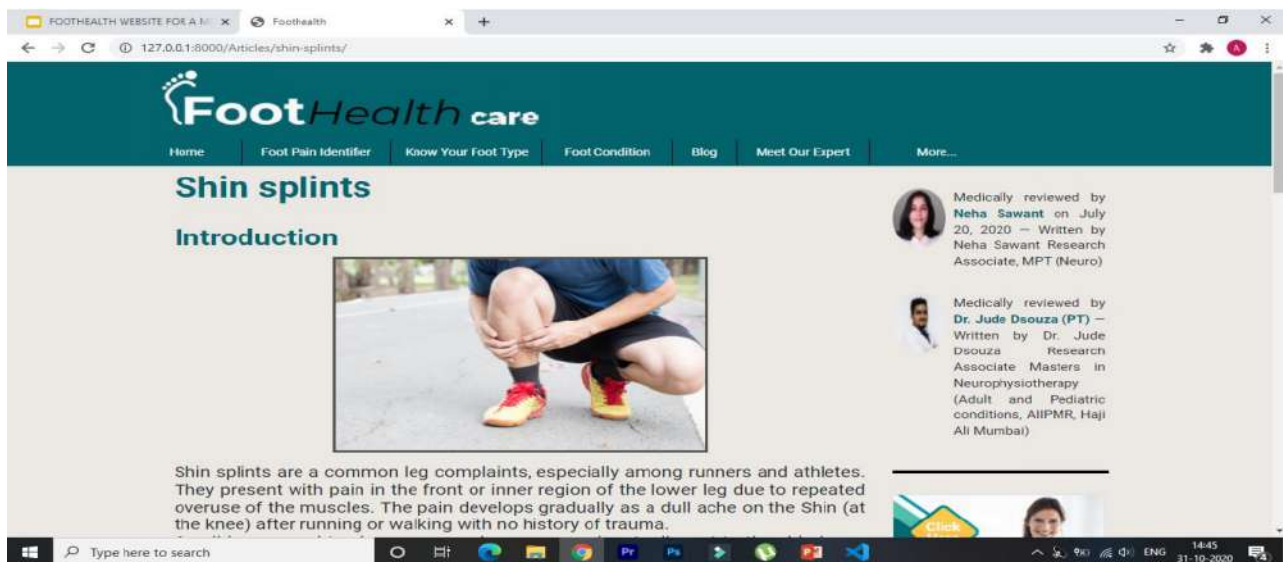 FOOTHEALTH WEBSITE FOR A M
Foothealth
127.0.0.1:8000/Articles/shin-splints/
A
FootHealth care
Home
Foot Pain Identifier
Know Your Foot Type
Foot Condition
Blog
Meet Our Expert
More...
Shin splints
Introduction
Shin splints are a common leg complaints, especially among runners and athletes.
They present with pain in the front or inner region of the lower leg due to repeated
overuse of the muscles. The pain develops gradually as a dull ache on the Shin (at
the knee) after running or walking with no history of trauma.
Medically reviewed by
Neha Sawant on July
20, 2020 — Written by
Neha Sawant Research
Associate, MPT (Neuro)
Medically reviewed by
Dr. Jude Dsouza (PT) —
Written by Dr. Jude
Dsouza Research
Associate Masters in
Neurophysiotherapy
(Adult and Pediatric
conditions, AIIPMR, Haji
Ali Mumbai)
Click
Type here to search
Pr
Ps
ENG
14:45
31-10-2020